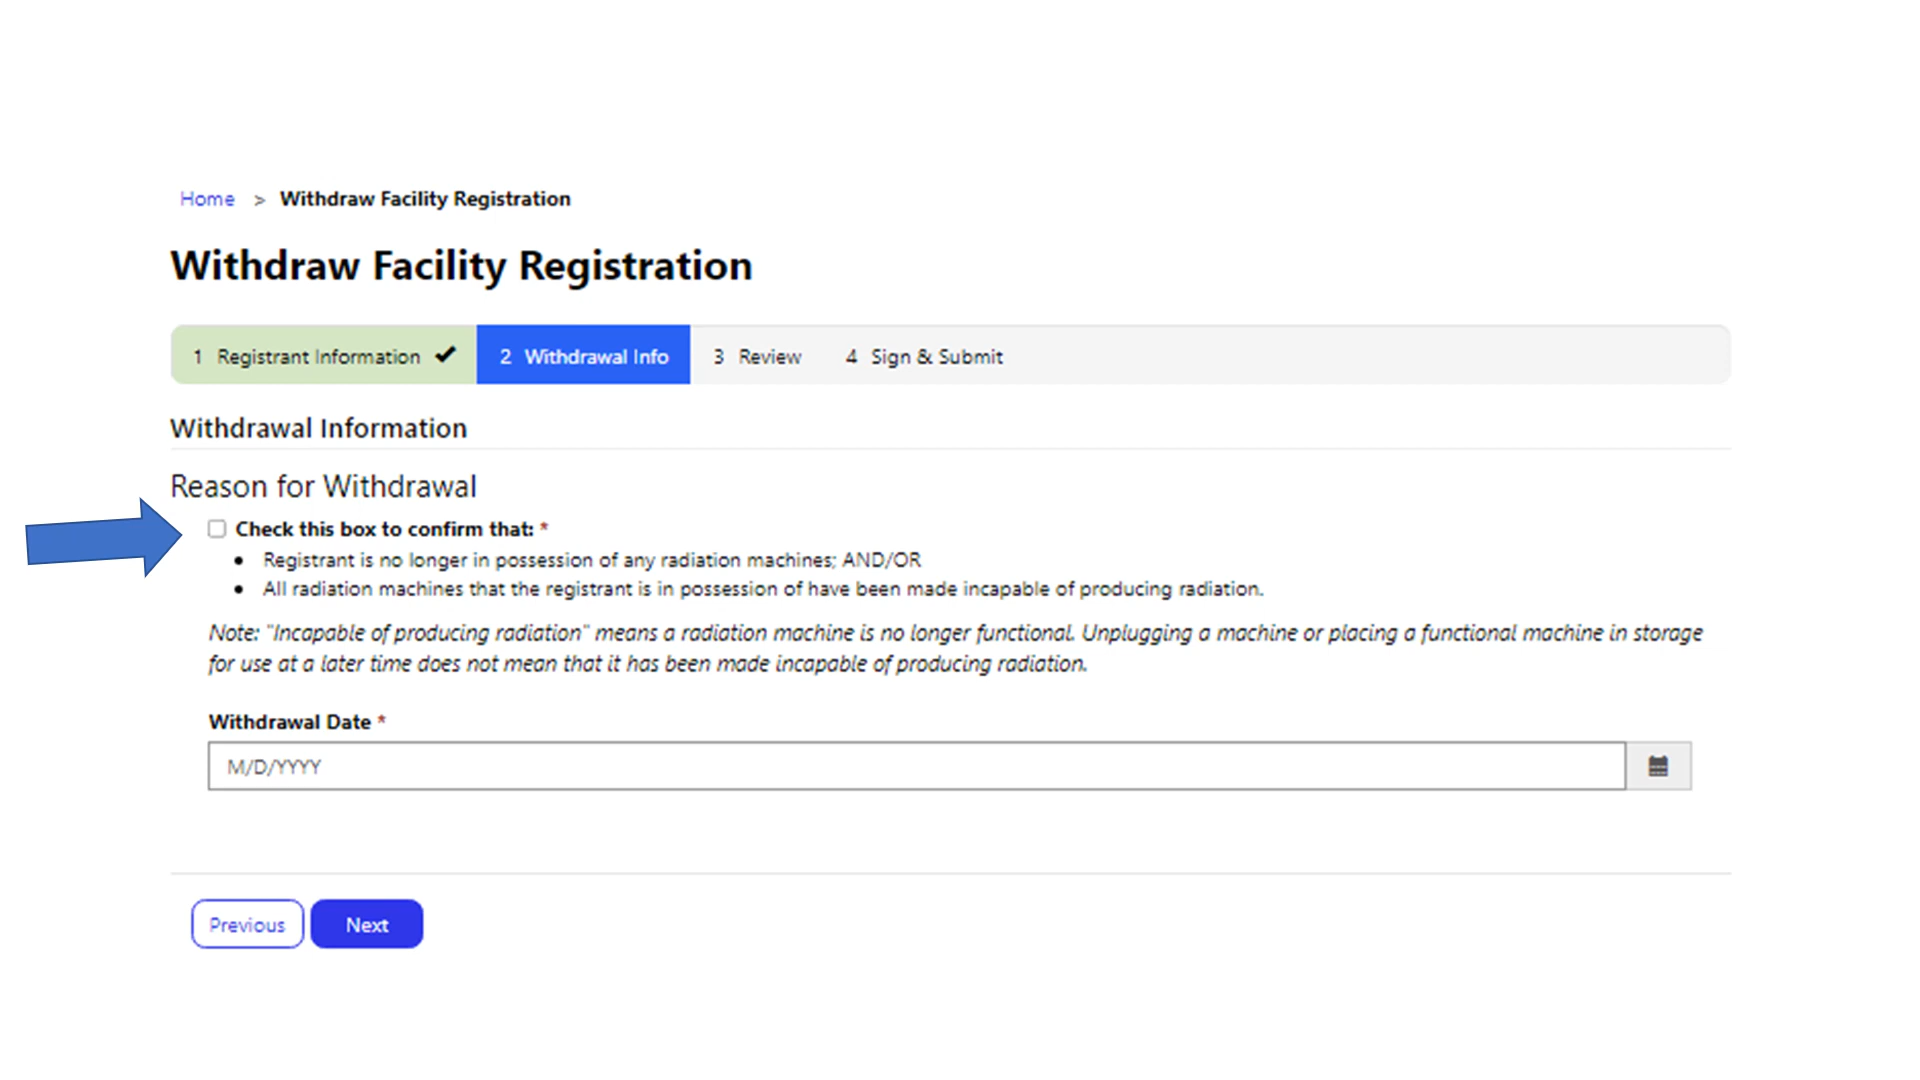 Home > Withdraw Facility Registration
Withdraw Facility Registration
1 Registrant Information 2 Withdrawal Info 3 Review 4 Sign & Submit
Withdrawal Information
Reason for Withdrawal
Check this box to confirm that: *
• Registrant is no longer in possession of any radiation machines; AND/OR
• All radiation machines that the registrant is in possession of have been made incapable of producing radiation.
Note: "Incapable of producing radiation" means a radiation machine is no longer functional. Unplugging a machine or placing a functional machine in storage
for use at a later time does not mean that it has been made incapable of producing radiation.
Withdrawal Date *
M/D/YYYY
Previous Next